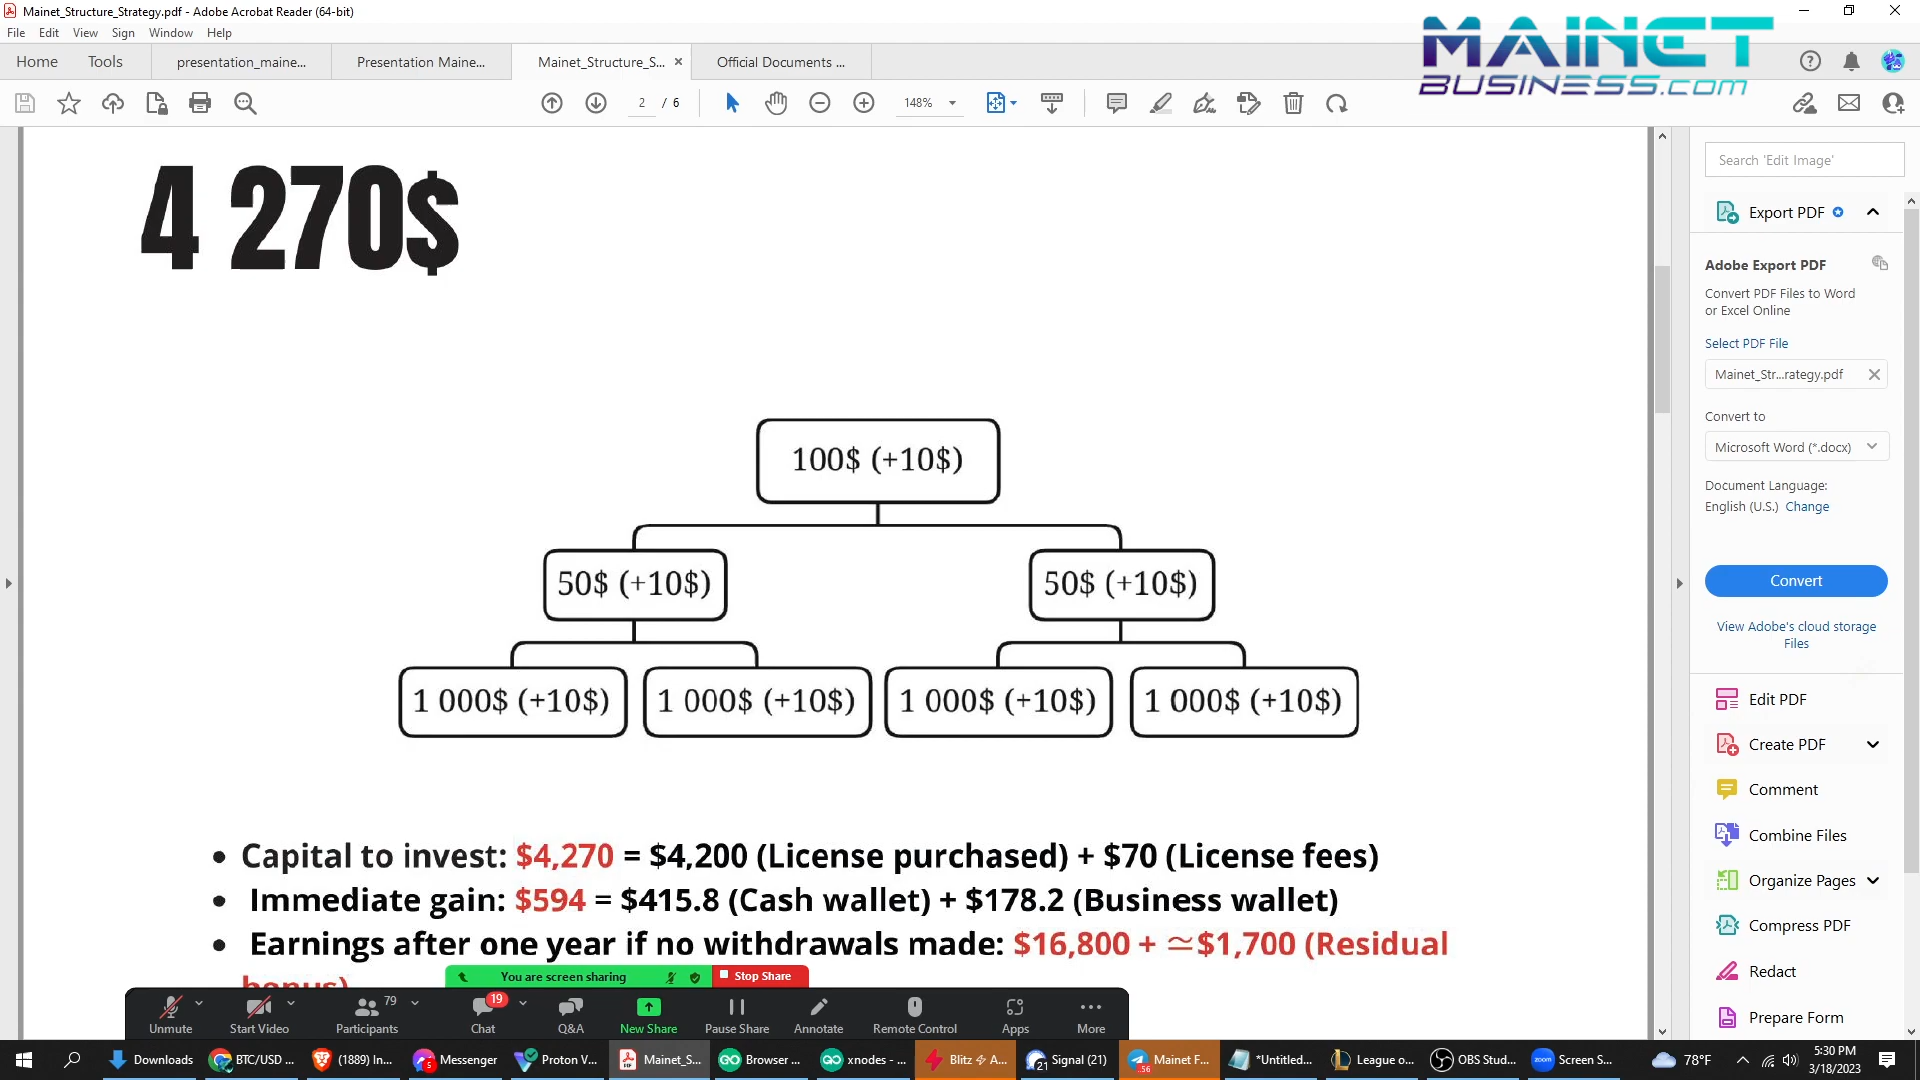 Mainet_Structure_Strategy.pdf - Adobe Acrobat Reader (64-bit)
File Edit View Sign Window Help
MAINET
BUSINESS.com
Home Tools presentation_maine... Presentation Maine... Mainet_Structure_S... × Official Documents ...
2 / 6 148%
4 270$
100$ (+10$)
50$ (+10$) 50$ (+10$)
1 000$ (+10$) 1 000$ (+10$) 1 000$ (+10$) 1 000$ (+10$)
• Capital to invest: $4,270 = $4,200 (License purchased) + $70 (License fees)
• Immediate gain: $594 = $415.8 (Cash wallet) + $178.2 (Business wallet)
• Earnings after one year if no withdrawals made: $16,800 + ≃$1,700 (Residual
bonus)
Search 'Edit Image'
Export PDF
Adobe Export PDF
Convert PDF Files to Word
or Excel Online
Select PDF File
Mainet_Str...rategy.pdf
Convert to
Microsoft Word (*.docx)
Document Language:
English (U.S.) Change
Convert
View Adobe's cloud storage
Files
Edit PDF
Create PDF
Comment
Combine Files
Organize Pages
Compress PDF
Redact
Prepare Form
You are screen sharing Stop Share
79 19
Unmute Start Video Participants Chat Q&A New Share Pause Share Annotate Remote Control Apps More
Downloads BTC/USD ... (1889) In... 5 Messenger Proton V... Mainet_S... Browser ... xnodes - ... Blitz ⚡ A... 21 Signal (21) .56 Mainet F... *Untitled... League o... OBS Stud... zoom Screen S... 78°F
5:30 PM
3/18/2023